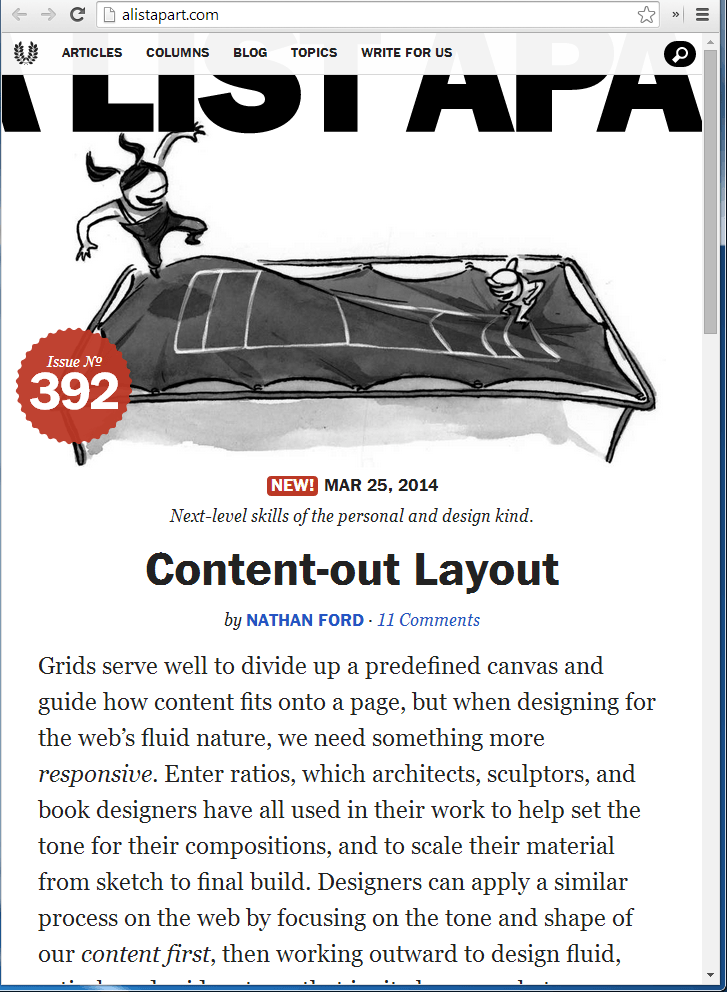 alistapart.com
»
ARTICLES COLUMNS BLOG TOPICS WRITE FOR US
A LIST APA
Issue Nº
392
NEW! MAR 25, 2014
Next-level skills of the personal and design kind.
Content-out Layout
by NATHAN FORD · 11 Comments
Grids serve well to divide up a predefined canvas and
guide how content fits onto a page, but when designing for
the web’s fluid nature, we need something more
responsive. Enter ratios, which architects, sculptors, and
book designers have all used in their work to help set the
tone for their compositions, and to scale their material
from sketch to final build. Designers can apply a similar
process on the web by focusing on the tone and shape of
our content first, then working outward to design fluid,